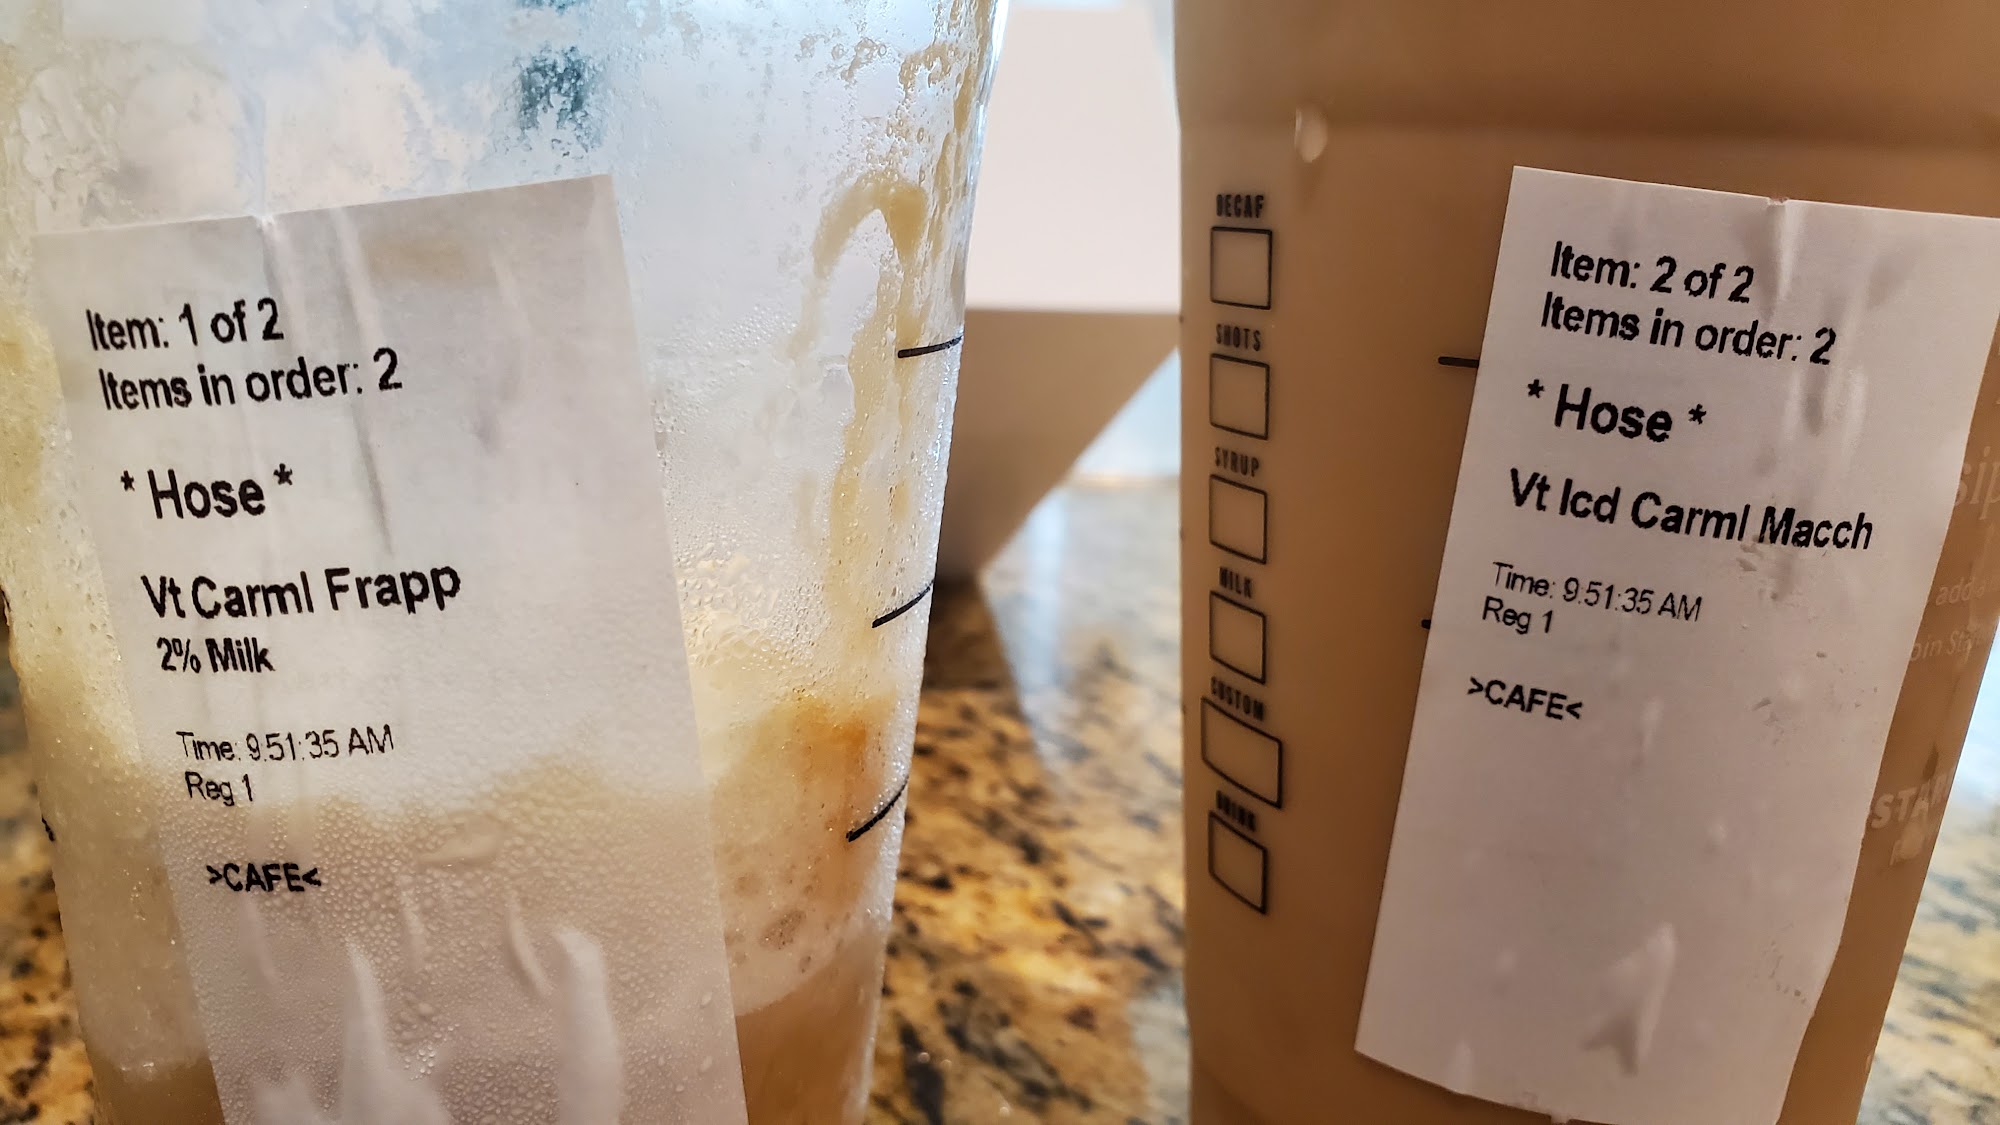 Item: 1 of 2
Items in order: 2
* Hose *
Vt Carml Frapp
2% Milk
Time: 9:51:35 AM
Reg 1
>CAFE<
DECAF
SHOTS
SYRUP
MILK
CUSTOM
DRINK
Item: 2 of 2
Items in order: 2
* Hose *
Vt Icd Carml Macch
Time: 9:51:35 AM
Reg 1
>CAFE<